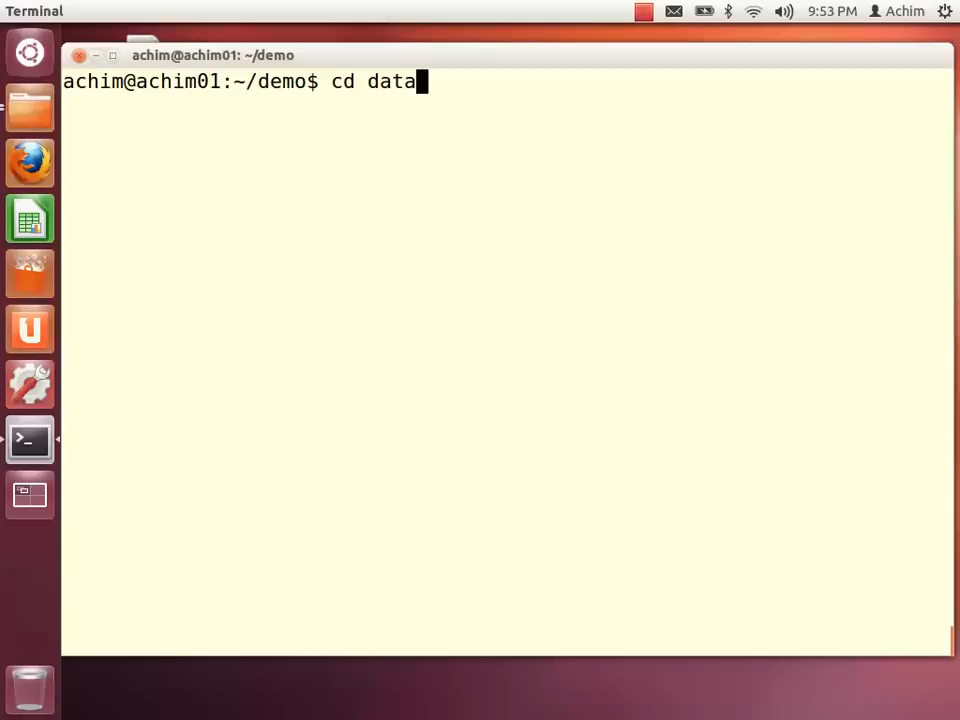 Terminal
9:53 PM
Achim
achim@achim01: ~/demo
achim@achim01:~/demo$ cd data